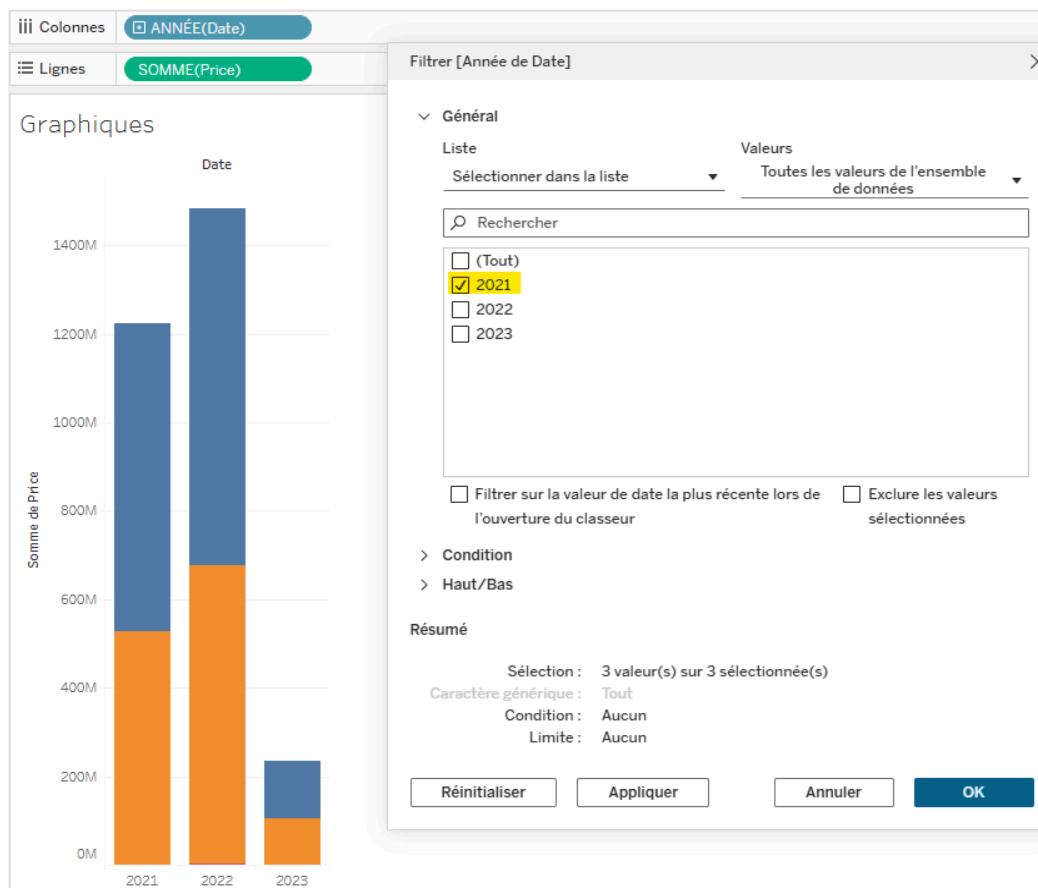 Colonnes
ANNÉE(Date)
Lignes
SOMME(Price)
Graphiques
Date
Somme de Price
1400M
1200M
1000M
800M
600M
400M
200M
0M
2021
2022
2023
Filtrer [Année de Date]
Général
Liste
Valeurs
Sélectionner dans la liste
Toutes les valeurs de l'ensemble
de données
Rechercher
(Tout)
2021
2022
2023
Filtrer sur la valeur de date la plus récente lors de
l'ouverture du classeur
Exclure les valeurs
sélectionnées
Condition
Haut/Bas
Résumé
Sélection : 3 valeur(s) sur 3 sélectionnée(s)
Caractère générique : Tout
Condition : Aucun
Limite : Aucun
Réinitialiser
Appliquer
Annuler
OK